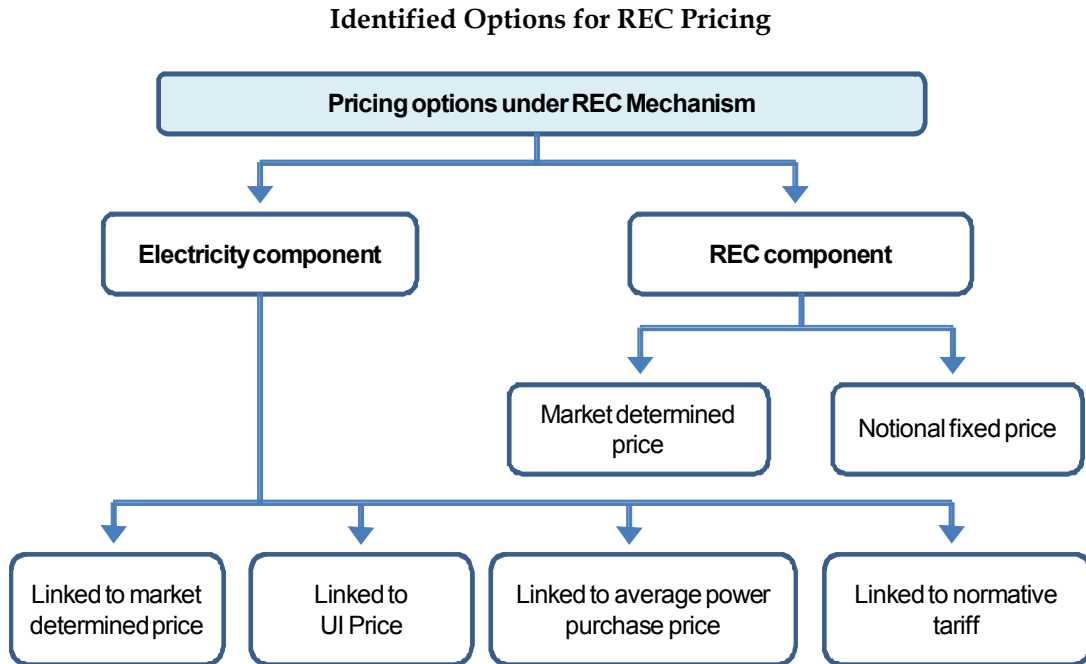 Identified Options for REC Pricing
Pricing options under REC Mechanism
Electricity component
REC component
Market determined
price
Notional fixed price
Linked to market
determined price
Linked to
UI Price
Linked to average power
purchase price
Linked to normative
tariff